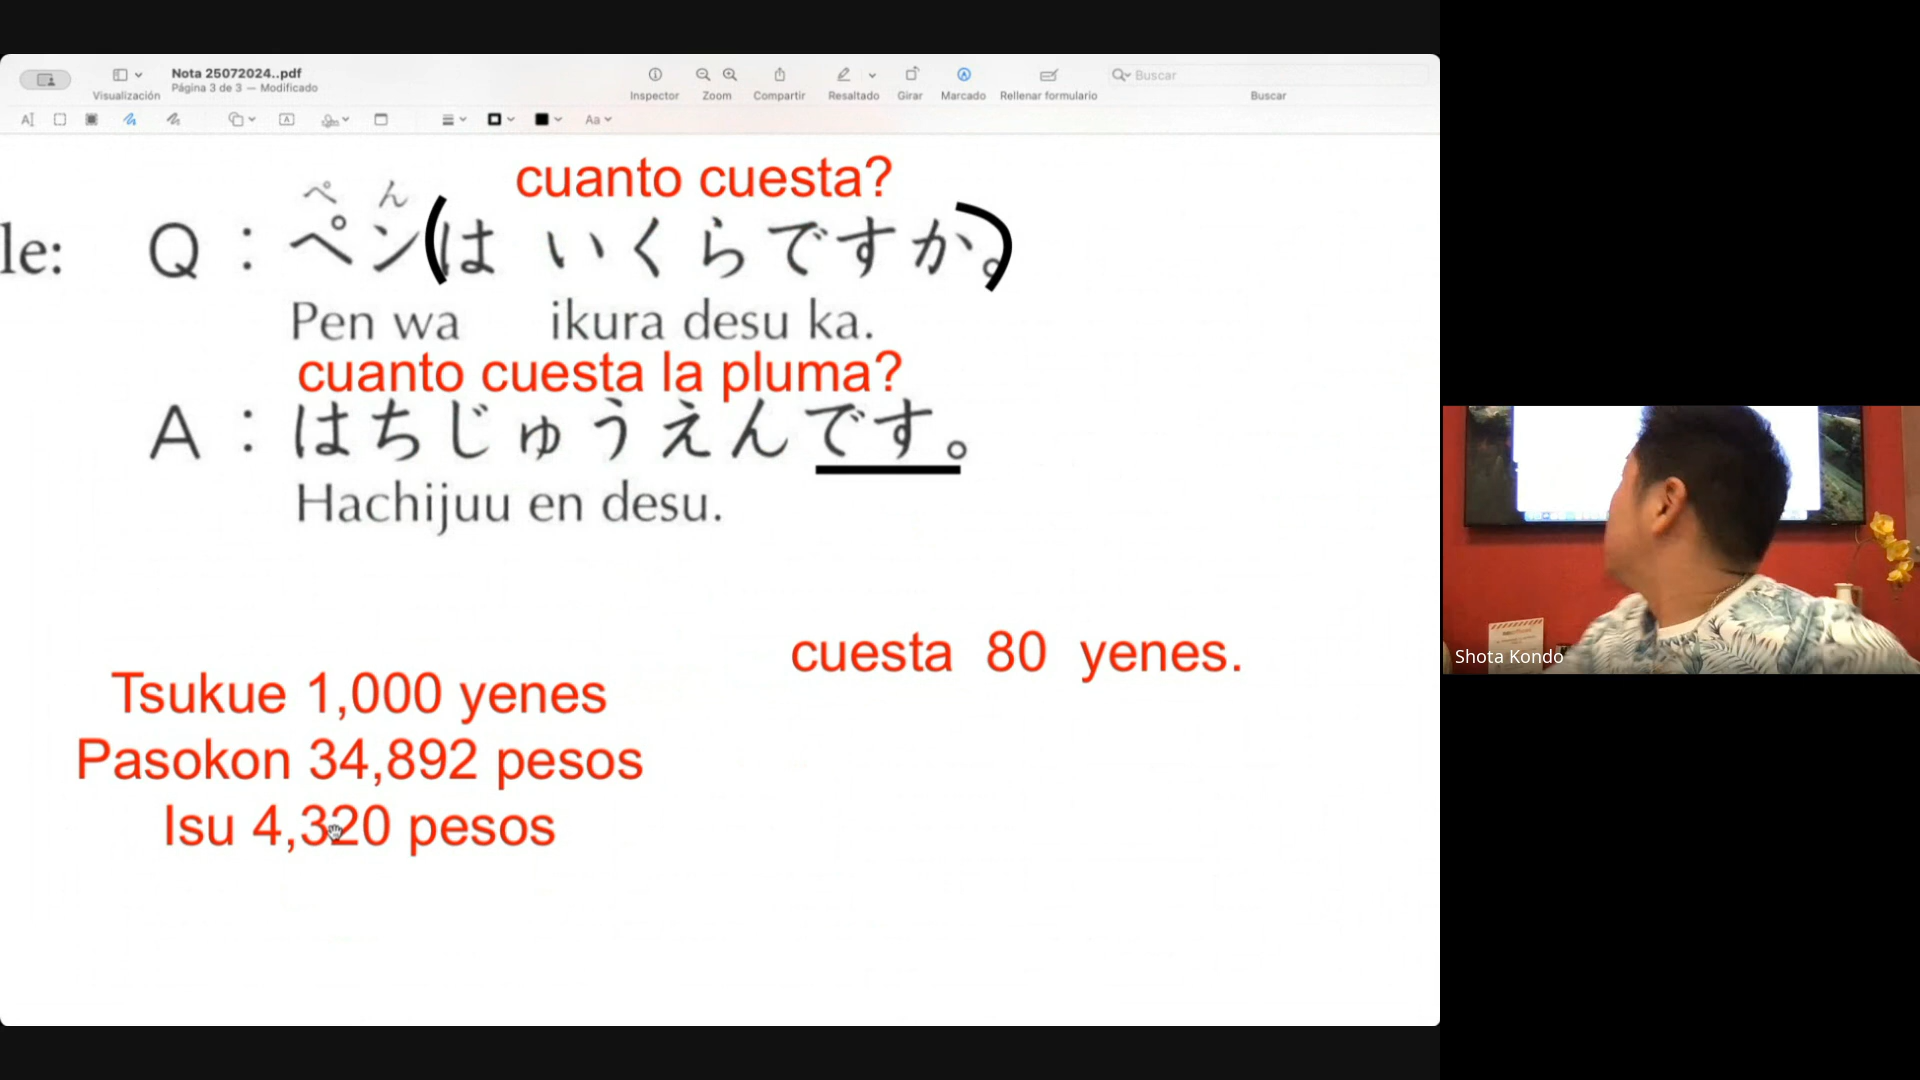 Nota 25072024..pdf
Página 3 de 3 — Modificado
Visualización
Inspector
Zoom
Compartir
Resaltado
Girar
Marcado
Rellenar formulario
Buscar
Buscar
Aa
cuanto cuesta?
ぺ ん
le: Q : ペン(は いくらですか。)
Pen wa ikura desu ka.
cuanto cuesta la pluma?
A : はちじゅうえんです。
Hachijuu en desu.
cuesta 80 yenes.
Tsukue 1,000 yenes
Pasokon 34,892 pesos
Isu 4,320 pesos
Shota Kondo